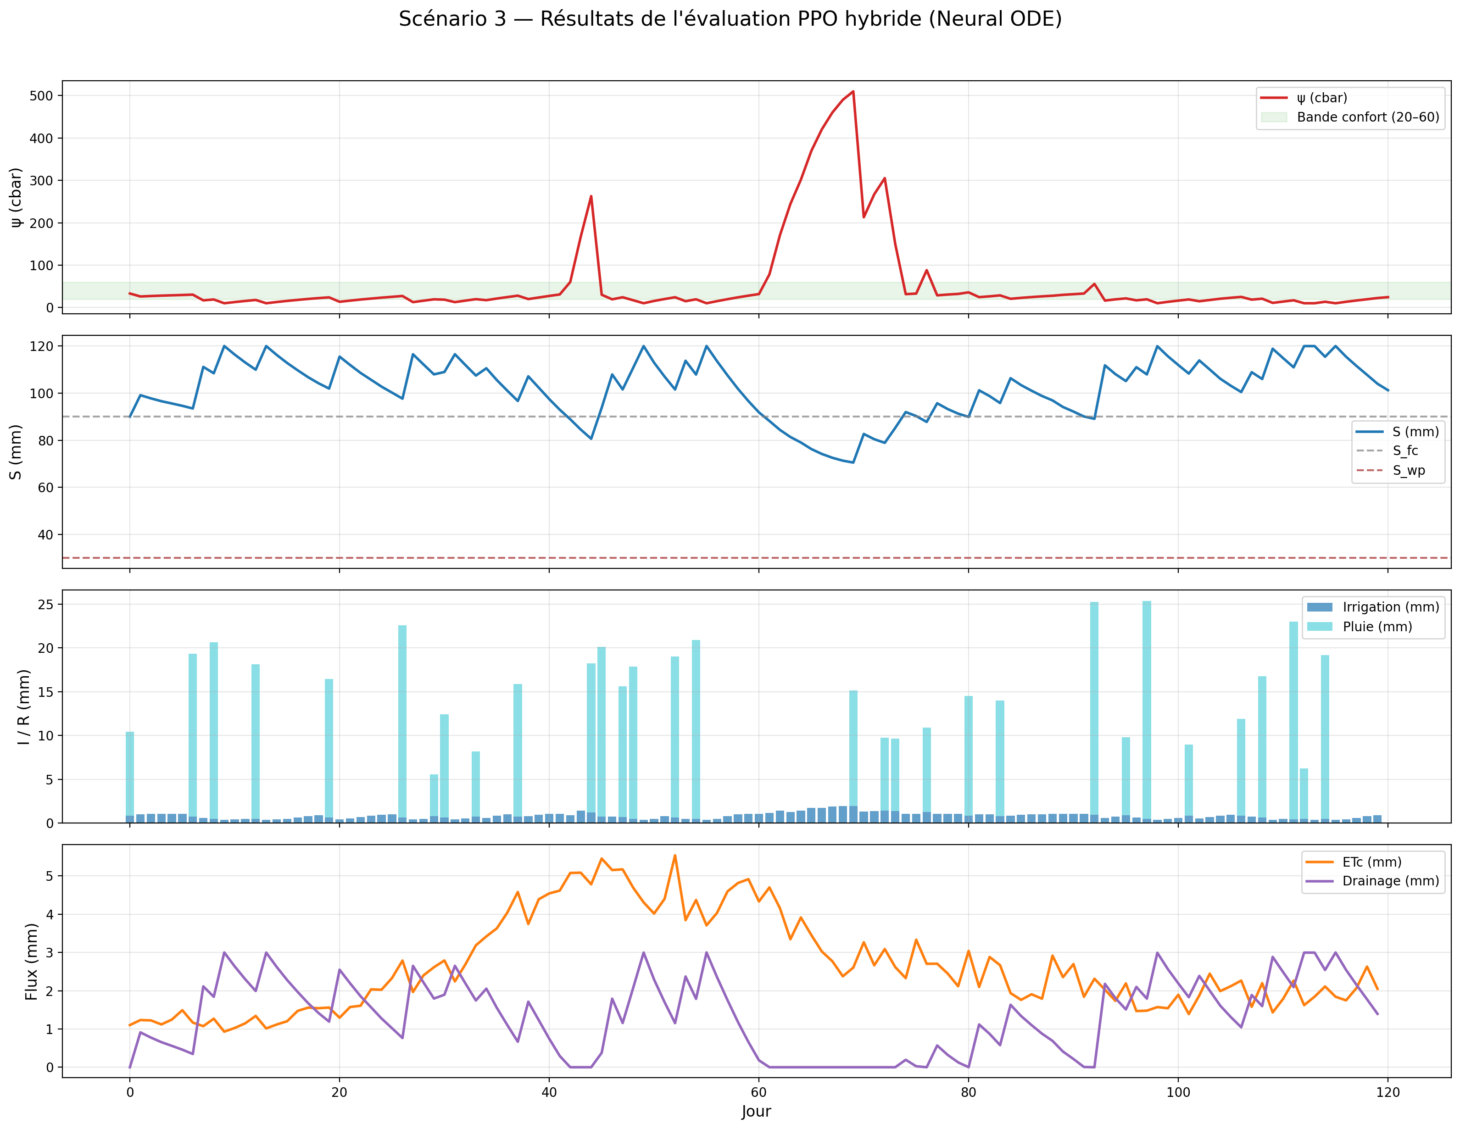 Scénario 3 — Résultats de l'évaluation PPO hybride (Neural ODE)
ψ (cbar)
500
400
300
200
100
0
ψ (cbar)
Bande confort (20–60)
S (mm)
120
100
80
60
40
S (mm)
S_fc
S_wp
I / R (mm)
25
20
15
10
5
0
Irrigation (mm)
Pluie (mm)
Flux (mm)
5
4
3
2
1
0
ETc (mm)
Drainage (mm)
0 20 40 60 80 100 120
Jour